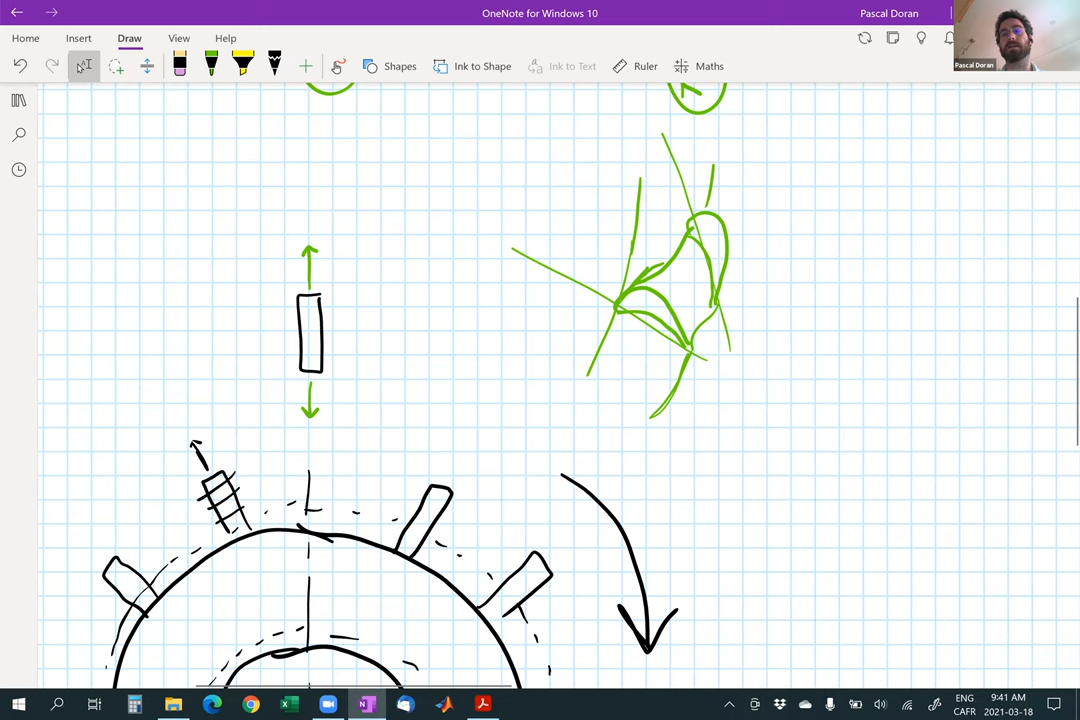 OneNote for Windows 10
Pascal Doran
Home Insert Draw View Help
Pascal Doran
Shapes Ink to Shape Ink to Text Ruler Maths
ENG
CAFR
9:41 AM
2021-03-18